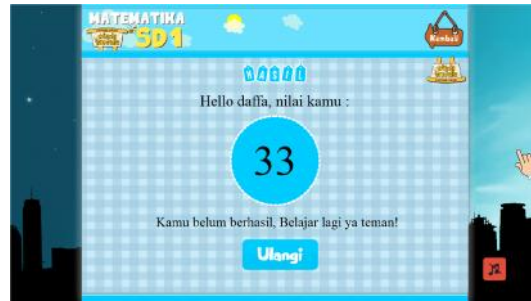 MATEMATIKA
SD 1
Kembali
HASIL
Hello daffa, nilai kamu :
33
Kamu belum berhasil, Belajar lagi ya teman!
Ulangi